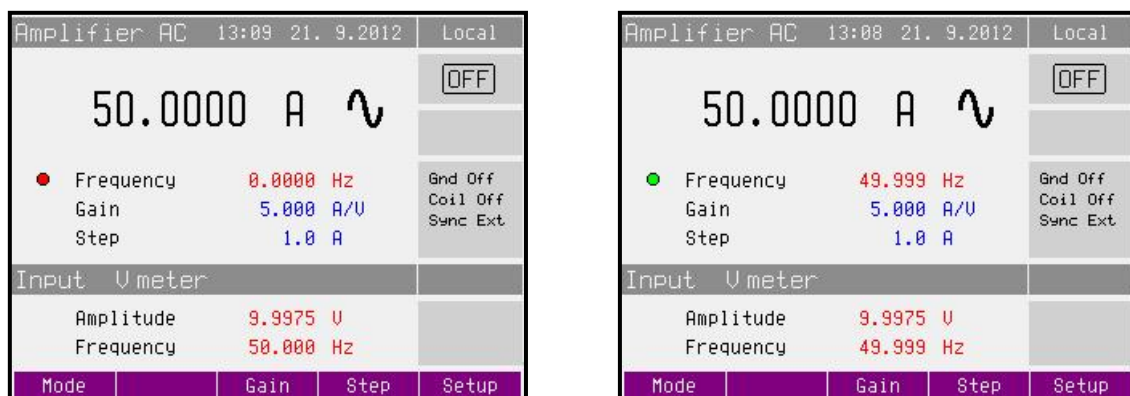 Amplifier AC 13:09 21. 9.2012 Local
OFF
50.0000 A
Frequency 0.0000 Hz
Gain 5.000 A/V
Step 1.0 A
Gnd Off
Coil Off
Sync Ext
Input V meter
Amplitude 9.9975 V
Frequency 50.000 Hz
Mode Gain Step Setup
Amplifier AC 13:08 21. 9.2012 Local
OFF
50.0000 A
Frequency 49.999 Hz
Gain 5.000 A/V
Step 1.0 A
Gnd Off
Coil Off
Sync Ext
Input V meter
Amplitude 9.9975 V
Frequency 49.999 Hz
Mode Gain Step Setup